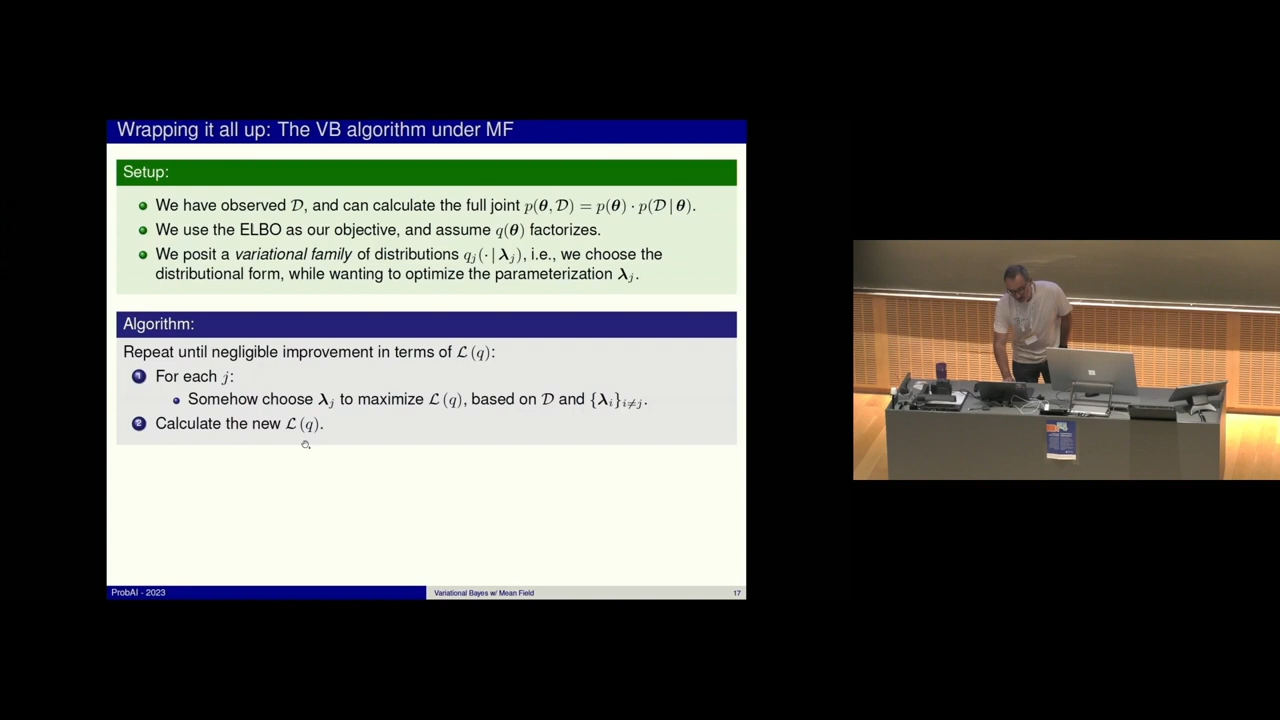 Wrapping it all up: The VB algorithm under MF
Setup:
We have observed 𝒟, and can calculate the full joint p(𝜽, 𝒟) = p(𝜽) · p(𝒟 | 𝜽).
We use the ELBO as our objective, and assume q(𝜽) factorizes.
We posit a variational family of distributions q_j(· | 𝝀_j), i.e., we choose the
distributional form, while wanting to optimize the parameterization 𝝀_j.
Algorithm:
Repeat until negligible improvement in terms of ℒ (q):
1 For each j:
Somehow choose 𝝀_j to maximize ℒ (q), based on 𝒟 and {𝝀_i}_{i≠j}.
2 Calculate the new ℒ (q).
ProbAI - 2023
Variational Bayes w/ Mean Field
17